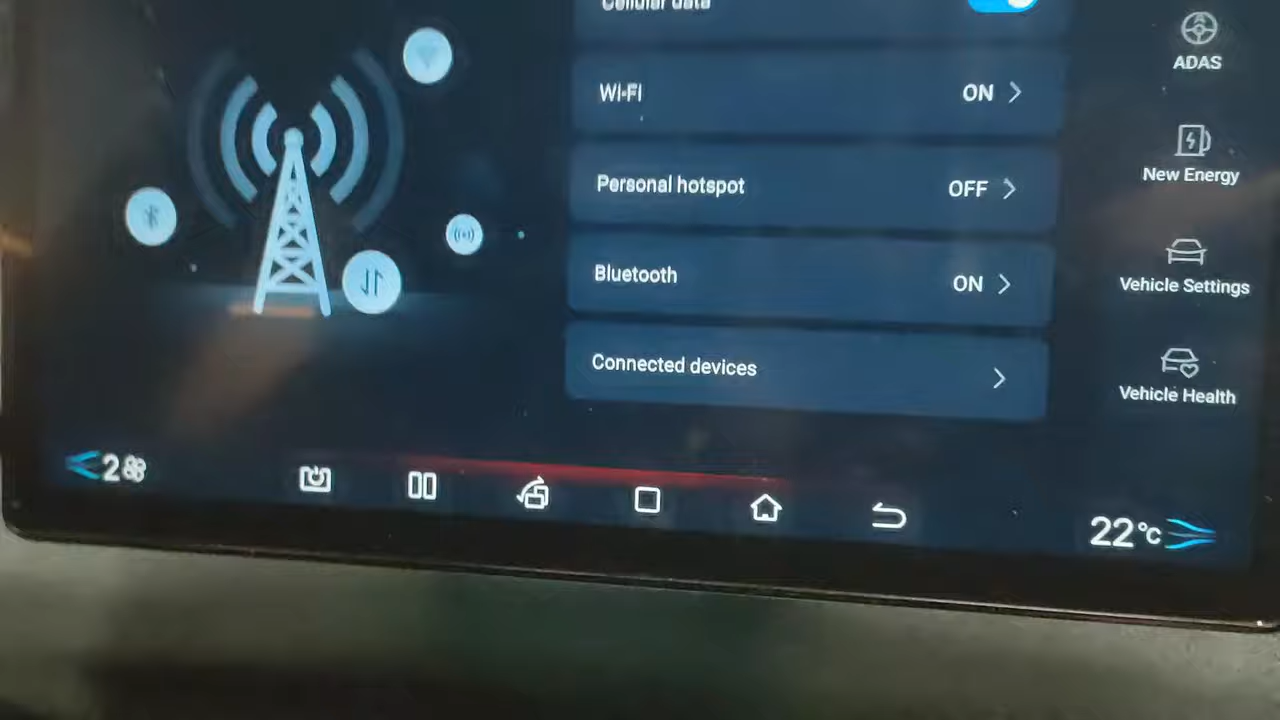 Cellular data
Wi-Fi
ON
Personal hotspot
OFF
Bluetooth
ON
Connected devices
ADAS
New Energy
Vehicle Settings
Vehicle Health
2
22°C